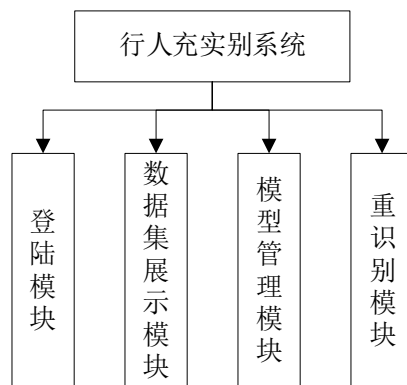 行人充实别系统
登陆模块
数据集展示模块
模型管理模块
重识别模块